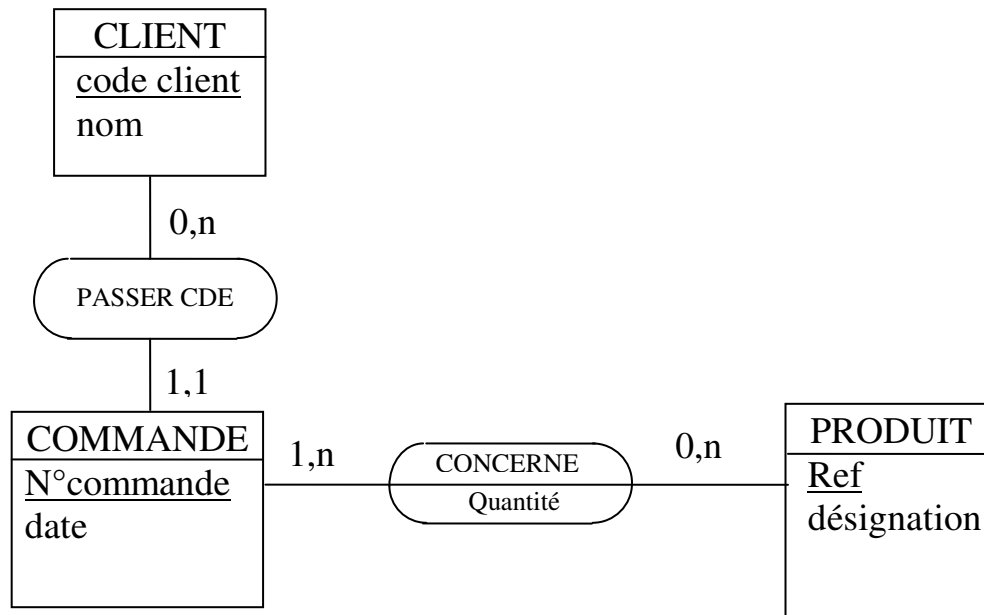 CLIENT
code client
nom
0,n
PASSER CDE
1,1
COMMANDE
N°commande
date
1,n
CONCERNE
Quantité
0,n
PRODUIT
Ref
désignation